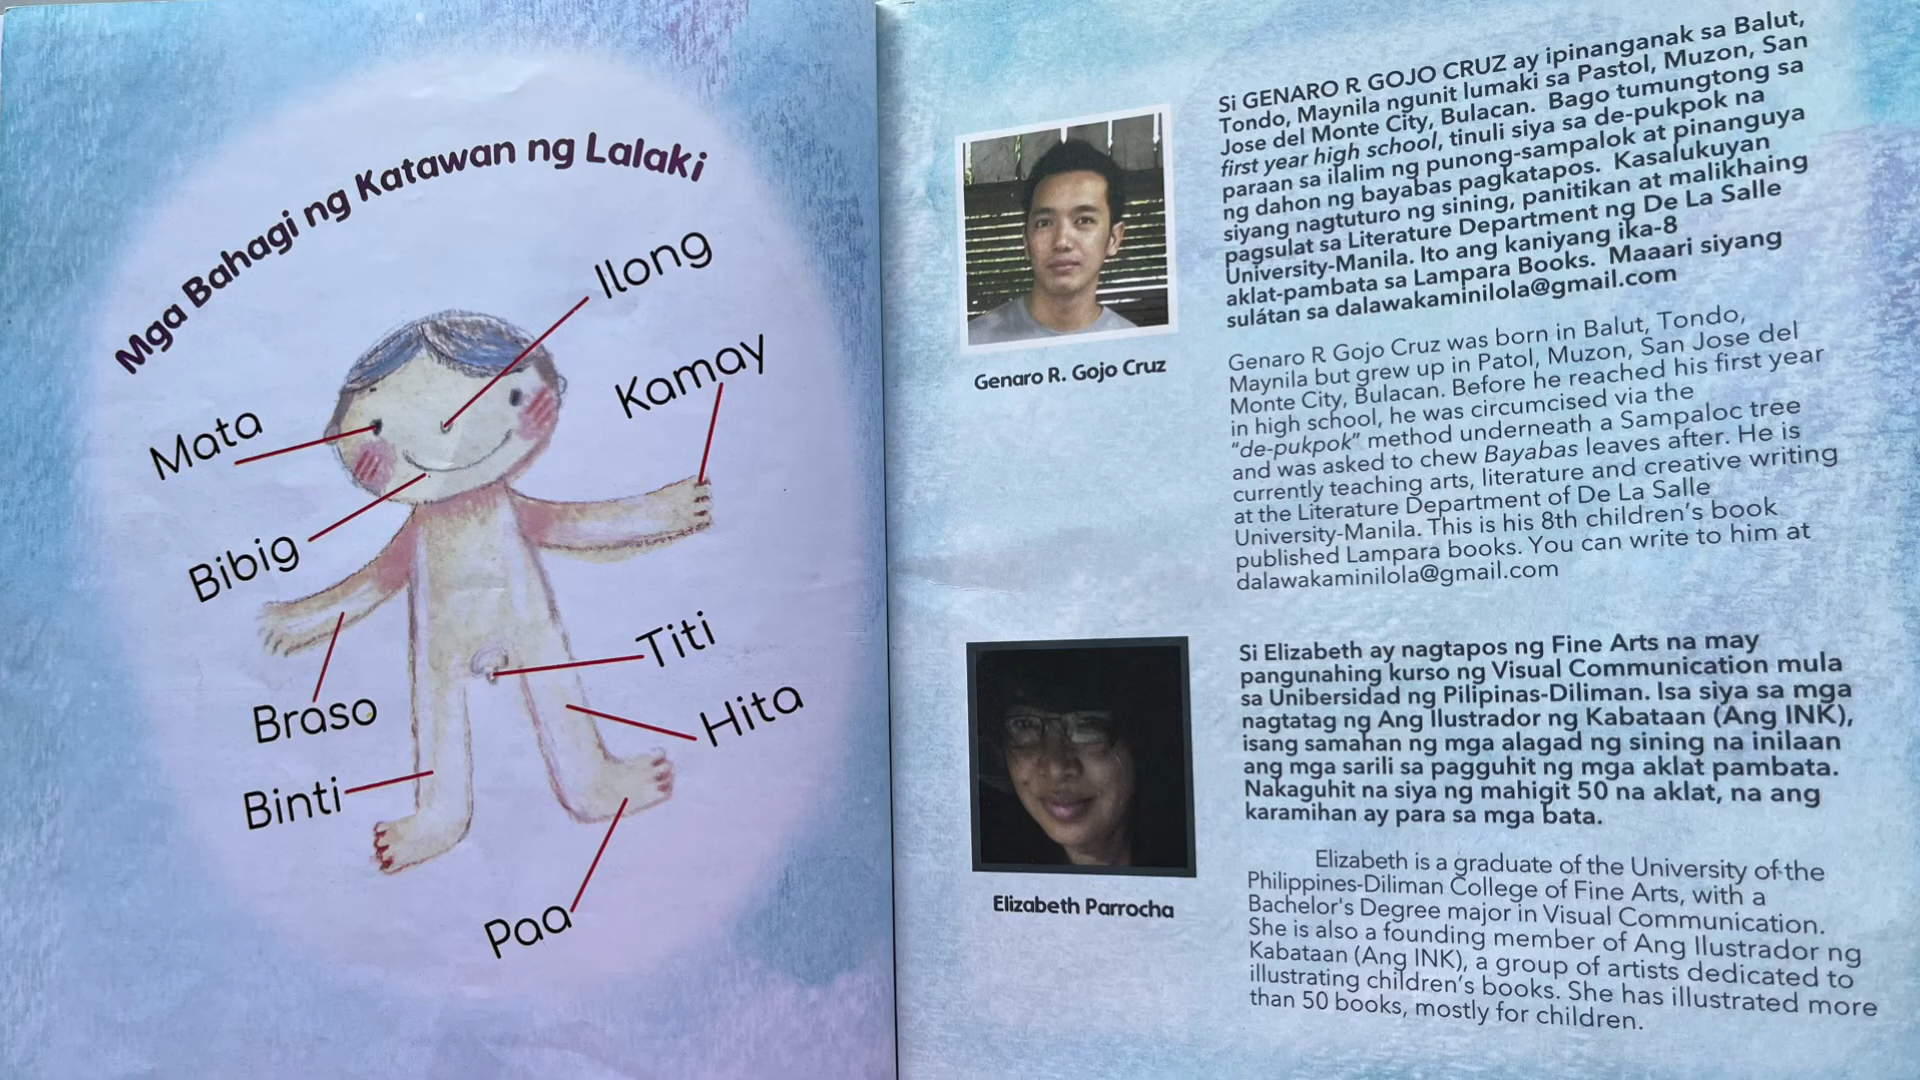 Mga Bahagi ng Katawan ng Lalaki
Ilong
Kamay
Mata
Bibig
Titi
Braso
Hita
Binti
Paa
Genaro R. Gojo Cruz
Si GENARO R. GOJO CRUZ ay ipinanganak sa Balut,
Tondo, Maynila ngunit lumaki sa Pastol, Muzon, San
Jose del Monte City, Bulacan. Bago tumungtong sa
first year high school, tinuli siya sa de-pukpok na
paraan sa ilalim ng punong-sampalok at pinanguya
ng dahon ng bayabas pagkatapos. Kasalukuyan
siyang nagtuturo ng sining, panitikan at malikhaing
pagsulat sa Literature Department ng De La Salle
University-Manila. Ito ang kaniyang ika-8
aklat-pambata sa Lampara Books. Maaari siyang
sulátan sa dalawakaminilola@gmail.com
Genaro R Gojo Cruz was born in Balut, Tondo,
Maynila but grew up in Patol, Muzon, San Jose del
Monte City, Bulacan. Before he reached his first year
in high school, he was circumcised via the
"de-pukpok" method underneath a Sampaloc tree
and was asked to chew Bayabas leaves after. He is
currently teaching arts, literature and creative writing
at the Literature Department of De La Salle
University-Manila. This is his 8th children's book
published Lampara books. You can write to him at
dalawakaminilola@gmail.com
Elizabeth Parrocha
Si Elizabeth ay nagtapos ng Fine Arts na may
pangunahing kurso ng Visual Communication mula
sa Unibersidad ng Pilipinas-Diliman. Isa siya sa mga
nagtatag ng Ang Ilustrador ng Kabataan (Ang INK),
isang samahan ng mga alagad ng sining na inilaan
ang mga sarili sa pagguhit ng mga aklat pambata.
Nakaguhit na siya ng mahigit 50 na aklat, na ang
karamihan ay para sa mga bata.
Elizabeth is a graduate of the University of the
Philippines-Diliman College of Fine Arts, with a
Bachelor's Degree major in Visual Communication.
She is also a founding member of Ang Ilustrador ng
Kabataan (Ang INK), a group of artists dedicated to
illustrating children's books. She has illustrated more
than 50 books, mostly for children.